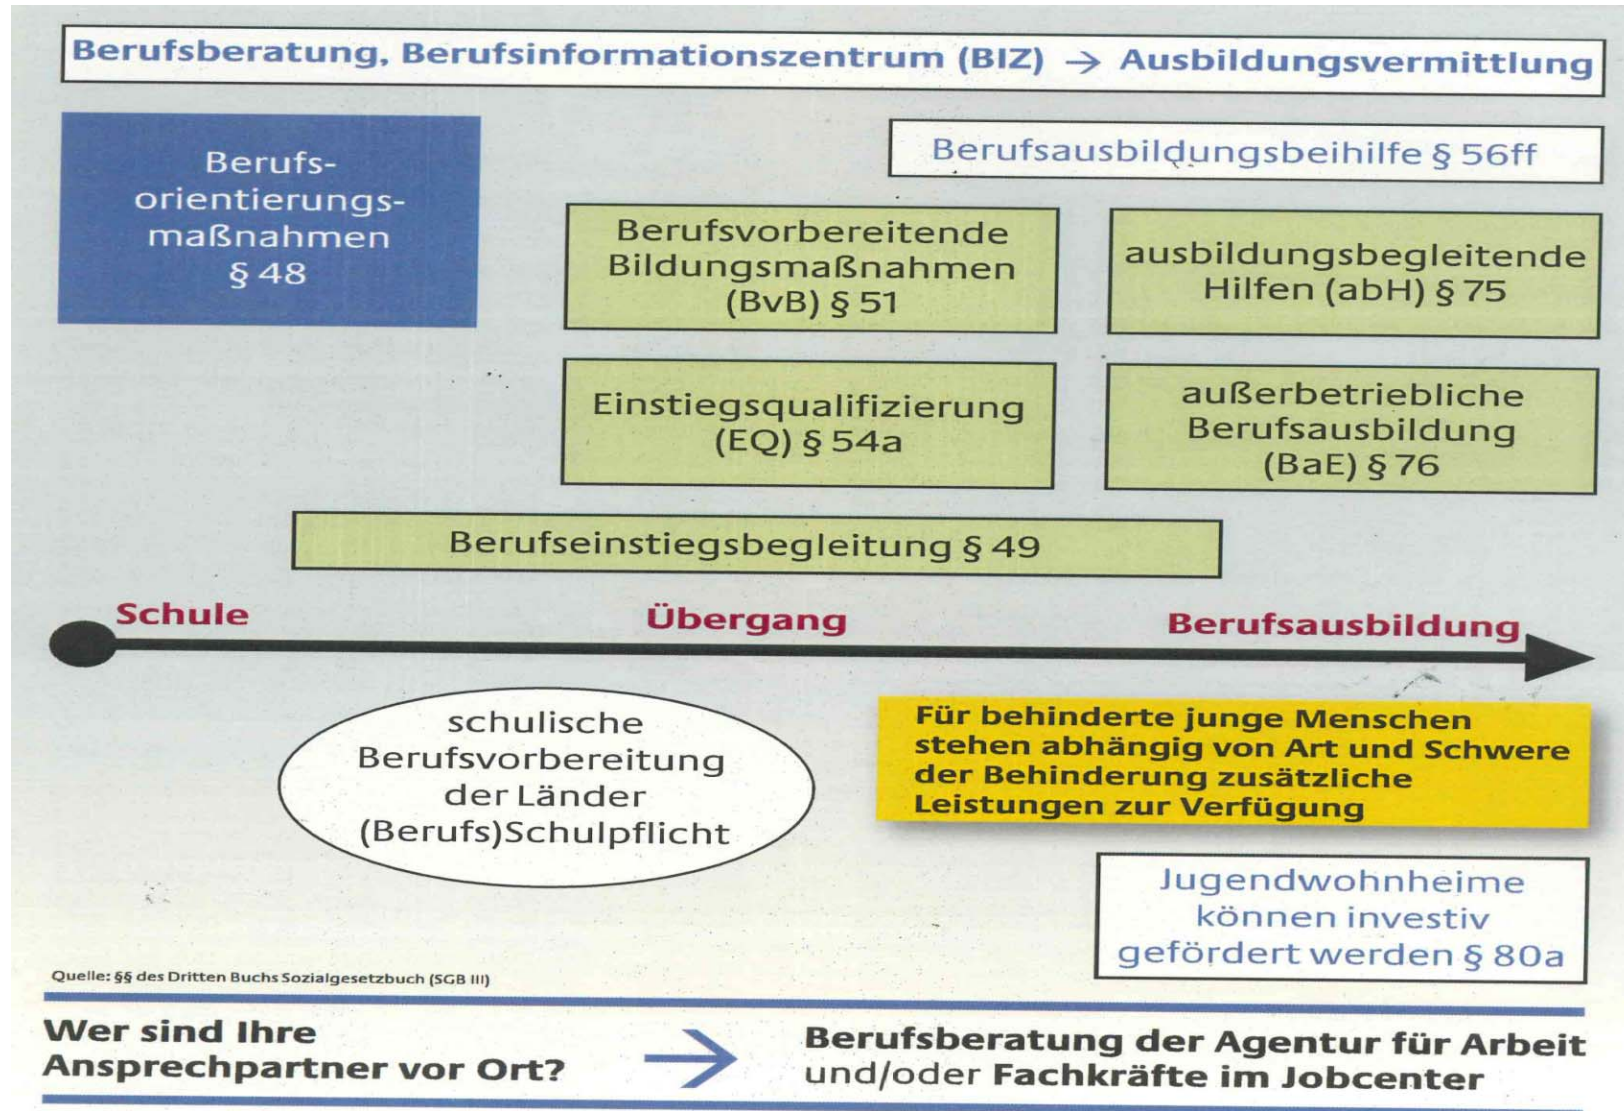 Berufsberatung, Berufsinformationszentrum (BIZ) → Ausbildungsvermittlung
Berufs-
orientierungs-
maßnahmen
§ 48
Berufsausbildungsbeihilfe § 56ff
Berufsvorbereitende
Bildungsmaßnahmen
(BvB) § 51
ausbildungsbegleitende
Hilfen (abH) § 75
Einstiegsqualifizierung
(EQ) § 54a
außerbetriebliche
Berufsausbildung
(BaE) § 76
Berufseinstiegsbegleitung § 49
Schule
Übergang
Berufsausbildung
schulische
Berufsvorbereitung
der Länder
(Berufs)Schulpflicht
Für behinderte junge Menschen
stehen abhängig von Art und Schwere
der Behinderung zusätzliche
Leistungen zur Verfügung
Jugendwohnheime
können investiv
gefördert werden § 80a
Quelle: §§ des Dritten Buchs Sozialgesetzbuch (SGB III)
Wer sind Ihre
Ansprechpartner vor Ort?
→
Berufsberatung der Agentur für Arbeit
und/oder Fachkräfte im Jobcenter